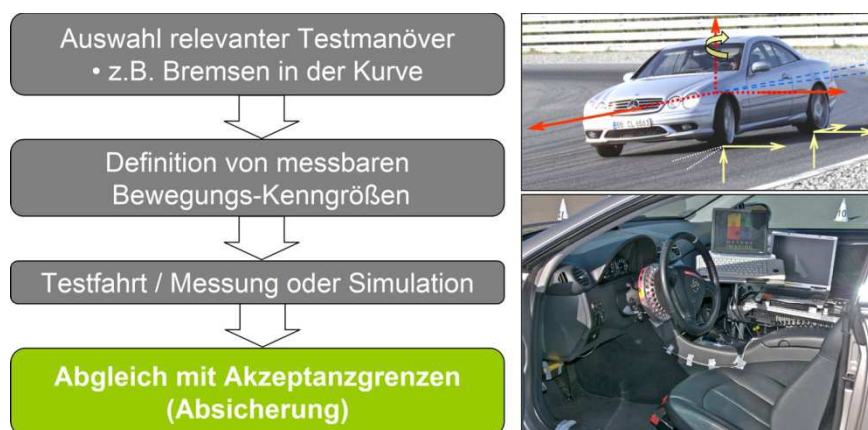 Auswahl relevanter Testmanöver
• z.B. Bremsen in der Kurve
Definition von messbaren
Bewegungs-Kenngrößen
Testfahrt / Messung oder Simulation
Abgleich mit Akzeptanzgrenzen
(Absicherung)